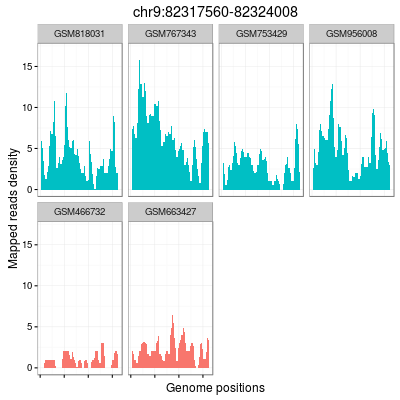 chr9:82317560-82324008
GSM818031 GSM767343 GSM753429 GSM956008
15
10
5
0
GSM466732 GSM663427
15
10
5
0
Mapped reads density
Genome positions